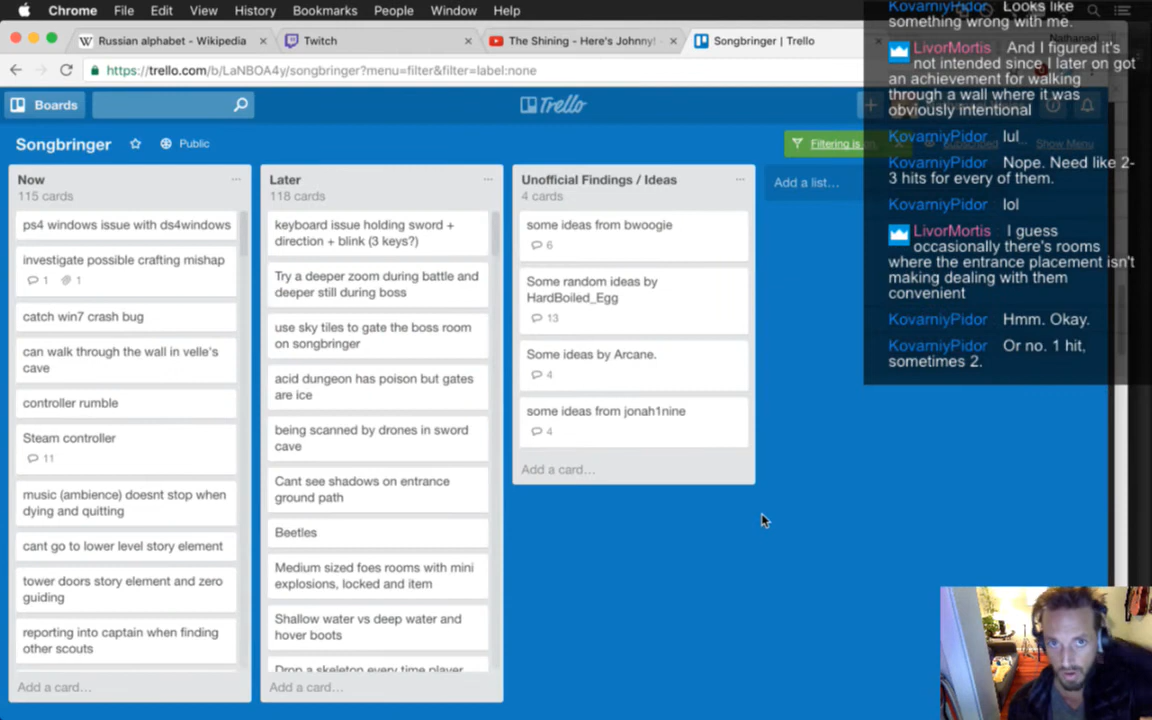 Chrome File Edit View History Bookmarks People Window Help
Russian alphabet - Wikipedia
Twitch
The Shining - Here's Johnny!
Songbringer | Trello
https://trello.com/b/LaNBOA4y/songbringer?menu=filter&filter=label:none
Boards
Trello
Songbringer
Public
Filtering is on.
Show Menu
Now
115 cards
ps4 windows issue with ds4windows
investigate possible crafting mishap
1 1
catch win7 crash bug
can walk through the wall in velle's
cave
controller rumble
Steam controller
11
music (ambience) doesnt stop when
dying and quitting
cant go to lower level story element
tower doors story element and zero
guiding
reporting into captain when finding
other scouts
Add a card…
Later
118 cards
keyboard issue holding sword +
direction + blink (3 keys?)
Try a deeper zoom during battle and
deeper still during boss
use sky tiles to gate the boss room
on songbringer
acid dungeon has poison but gates
are ice
being scanned by drones in sword
cave
Cant see shadows on entrance
ground path
Beetles
Medium sized foes rooms with mini
explosions, locked and item
Shallow water vs deep water and
hover boots
Drop a skeleton every time player
Add a card…
Unofficial Findings / Ideas
4 cards
some ideas from bwoogie
6
Some random ideas by
HardBoiled_Egg
13
Some ideas by Arcane.
4
some ideas from jonah1nine
4
Add a card…
Add a list…
KovarniyPidor Looks like
something wrong with me.
LivorMortis And I figured it's
not intended since I later on got
an achievement for walking
through a wall where it was
obviously intentional
KovarniyPidor lul
KovarniyPidor Nope. Need like 2-
3 hits for every of them.
KovarniyPidor lol
LivorMortis I guess
occasionally there's rooms
where the entrance placement isn't
making dealing with them
convenient
KovarniyPidor Hmm. Okay.
KovarniyPidor Or no. 1 hit,
sometimes 2.